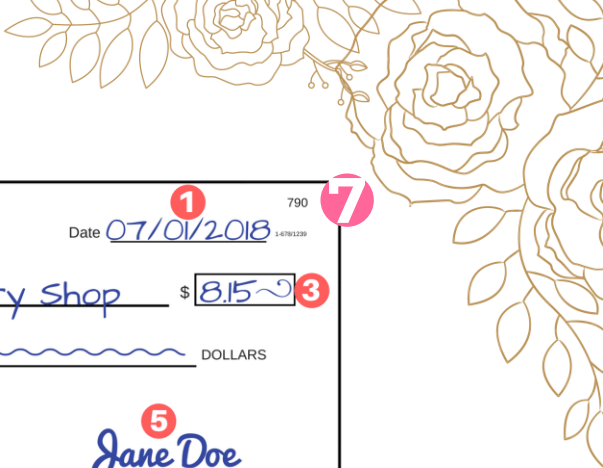 1 790 7
Date 07/01/2018 1-678/1239
ry Shop $ 8.15 3
DOLLARS
5
Jane Doe